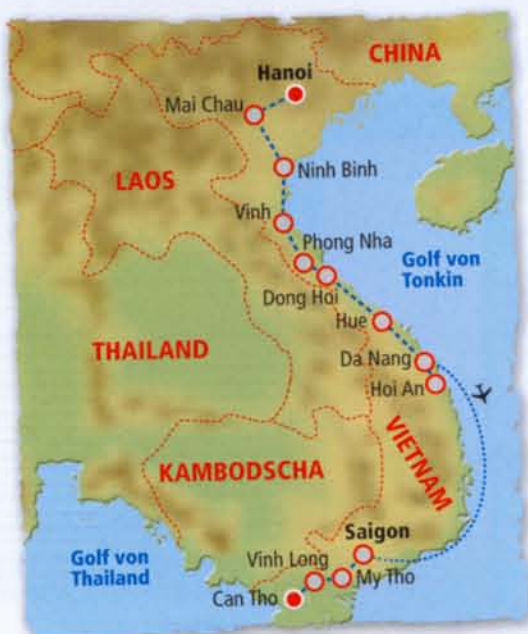 CHINA
Hanoi
Mai Chau
LAOS
Ninh Binh
Vinh
Phong Nha
Golf von
Tonkin
Dong Hoi
Hue
THAILAND
Da Nang
Hoi An
VIETNAM
KAMBODSCHA
Saigon
Golf von
Thailand
Vinh Long
My Tho
Can Tho